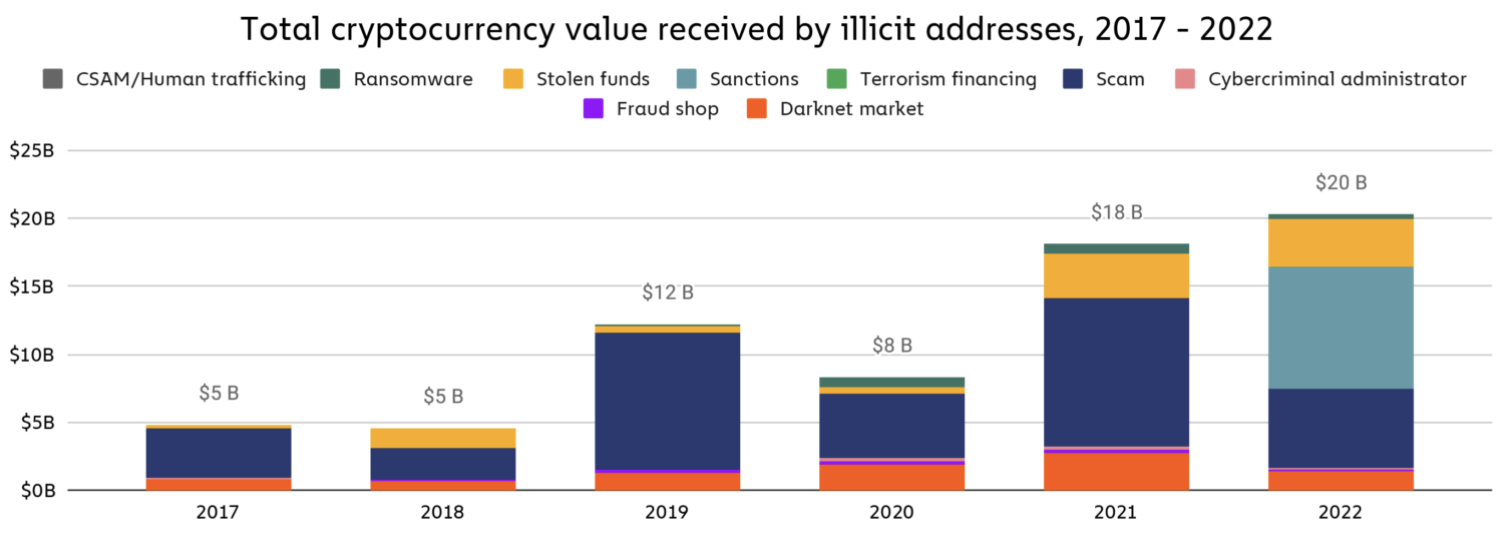 Total cryptocurrency value received by illicit addresses, 2017 - 2022
CSAM/Human trafficking Ransomware Stolen funds Sanctions Terrorism financing Scam Cybercriminal administrator
Fraud shop Darknet market
$25B
$20 B
$20B
$18 B
$15B
$12 B
$10B
$8 B
$5 B
$5 B
$5B
$0B
2017 2018 2019 2020 2021 2022